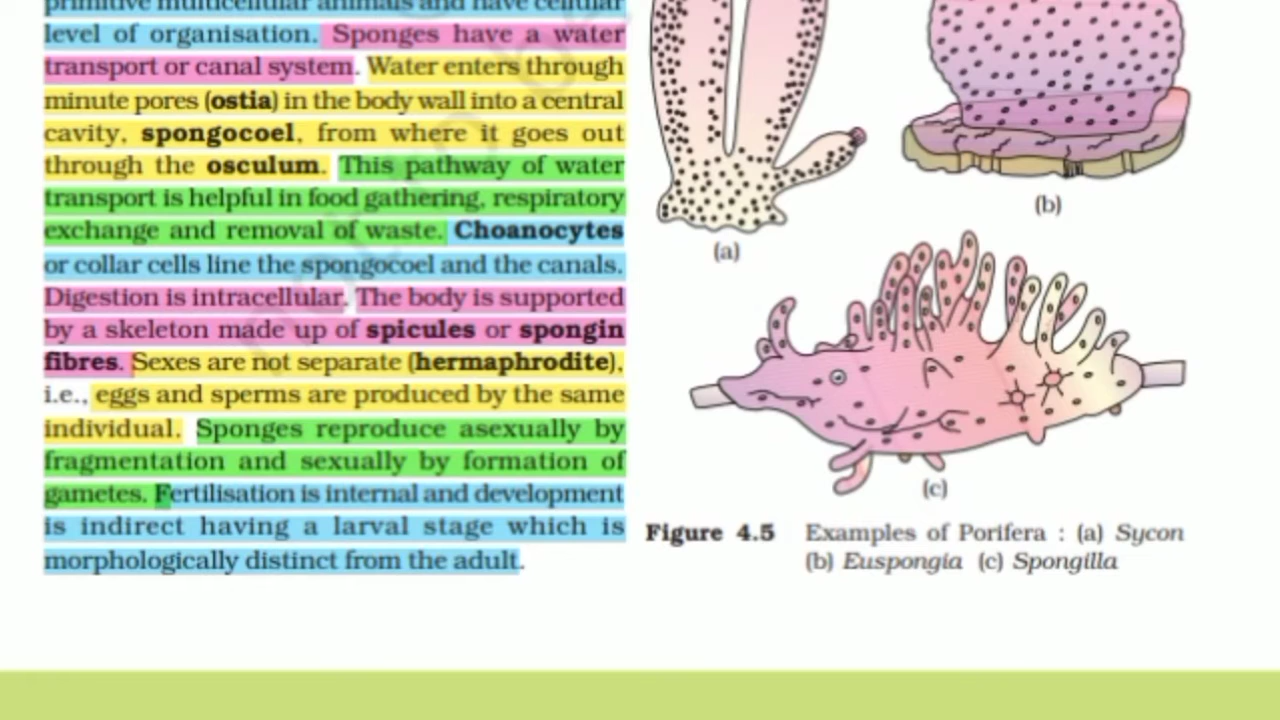 primitive multicellular animals and have cellular
level of organisation. Sponges have a water
transport or canal system. Water enters through
minute pores (ostia) in the body wall into a central
cavity, spongocoel, from where it goes out
through the osculum. This pathway of water
transport is helpful in food gathering, respiratory
exchange and removal of waste. Choanocytes
or collar cells line the spongocoel and the canals.
Digestion is intracellular. The body is supported
by a skeleton made up of spicules or spongin
fibres. Sexes are not separate (hermaphrodite),
i.e., eggs and sperms are produced by the same
individual. Sponges reproduce asexually by
fragmentation and sexually by formation of
gametes. Fertilisation is internal and development
is indirect having a larval stage which is
morphologically distinct from the adult.
(a)
(b)
(c)
Figure 4.5 Examples of Porifera : (a) Sycon
(b) Euspongia (c) Spongilla